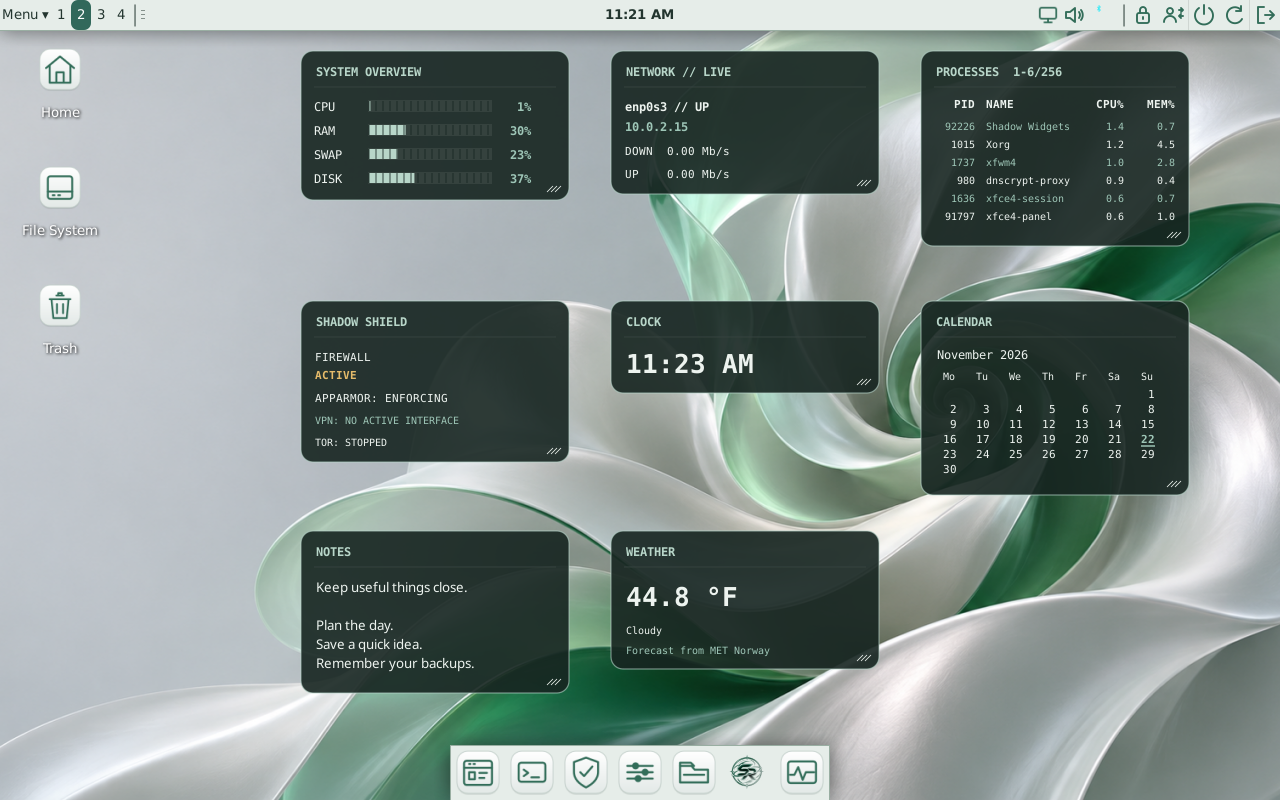 Menu ▾ 1 2 3 4
11:21 AM
Home
File System
Trash
SYSTEM OVERVIEW
CPU 1%
RAM 30%
SWAP 23%
DISK 37%
NETWORK // LIVE
enp0s3 // UP
10.0.2.15
DOWN 0.00 Mb/s
UP 0.00 Mb/s
PROCESSES 1-6/256
PID NAME CPU% MEM%
92226 Shadow Widgets 1.4 0.7
1015 Xorg 1.2 4.5
1737 xfwm4 1.0 2.8
980 dnscrypt-proxy 0.9 0.4
1636 xfce4-session 0.6 0.7
91797 xfce4-panel 0.6 1.0
SHADOW SHIELD
FIREWALL
ACTIVE
APPARMOR: ENFORCING
VPN: NO ACTIVE INTERFACE
TOR: STOPPED
CLOCK
11:23 AM
CALENDAR
November 2026
Mo Tu We Th Fr Sa Su
1
2 3 4 5 6 7 8
9 10 11 12 13 14 15
16 17 18 19 20 21 22
23 24 25 26 27 28 29
30
NOTES
Keep useful things close.
Plan the day.
Save a quick idea.
Remember your backups.
WEATHER
44.8 °F
Cloudy
Forecast from MET Norway